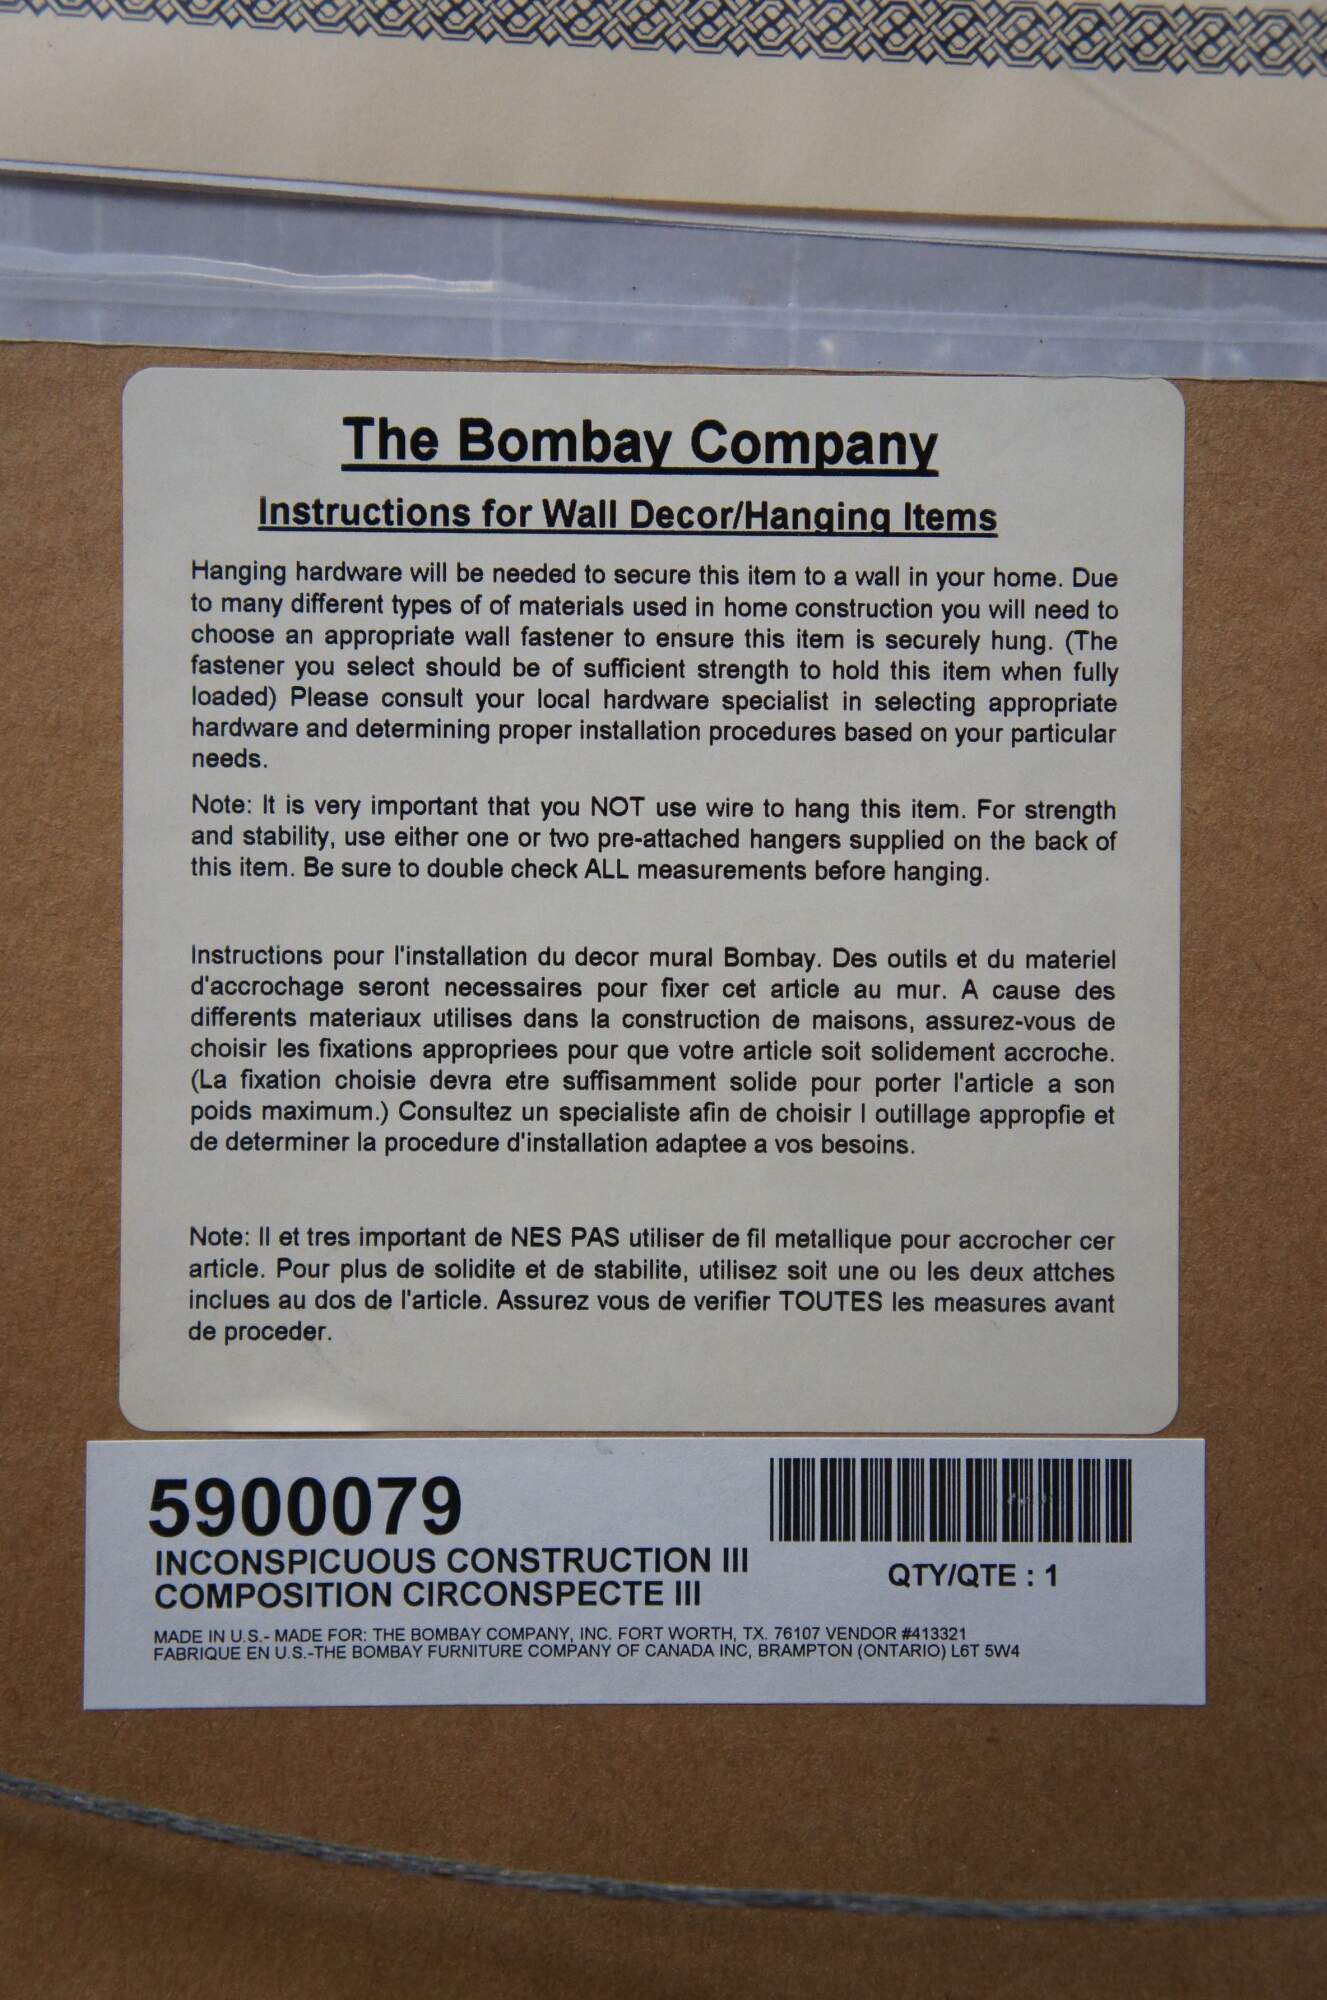 The Bombay Company
Instructions for Wall Decor/Hanging Items
Hanging hardware will be needed to secure this item to a wall in your home. Due
to many different types of of materials used in home construction you will need to
choose an appropriate wall fastener to ensure this item is securely hung. (The
fastener you select should be of sufficient strength to hold this item when fully
loaded) Please consult your local hardware specialist in selecting appropriate
hardware and determining proper installation procedures based on your particular
needs.
Note: It is very important that you NOT use wire to hang this item. For strength
and stability, use either one or two pre-attached hangers supplied on the back of
this item. Be sure to double check ALL measurements before hanging.
Instructions pour l'installation du decor mural Bombay. Des outils et du materiel
d'accrochage seront necessaires pour fixer cet article au mur. A cause des
differents materiaux utilises dans la construction de maisons, assurez-vous de
choisir les fixations appropriees pour que votre article soit solidement accroche.
(La fixation choisie devra etre suffisamment solide pour porter l'article a son
poids maximum.) Consultez un specialiste afin de choisir l outillage appropfie et
de determiner la procedure d'installation adaptee a vos besoins.
Note: Il et tres important de NES PAS utiliser de fil metallique pour accrocher cer
article. Pour plus de solidite et de stabilite, utilisez soit une ou les deux attches
inclues au dos de l'article. Assurez vous de verifier TOUTES les measures avant
de proceder.
5900079
INCONSPICUOUS CONSTRUCTION III
COMPOSITION CIRCONSPECTE III
QTY/QTE : 1
MADE IN U.S.- MADE FOR: THE BOMBAY COMPANY, INC. FORT WORTH, TX. 76107 VENDOR #413321
FABRIQUE EN U.S.-THE BOMBAY FURNITURE COMPANY OF CANADA INC, BRAMPTON (ONTARIO) L6T 5W4